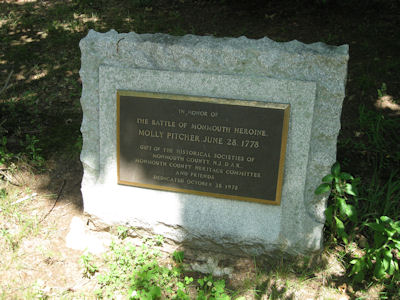 IN HONOR OF
THE BATTLE OF MONMOUTH HEROINE,
MOLLY PITCHER JUNE 28, 1778
GIFT OF THE HISTORICAL SOCIETIES OF
MONMOUTH COUNTY, N.J. D.A.R.
MONMOUTH COUNTY HERITAGE COMMITTEE
AND FRIENDS
DEDICATED OCTOBER 28, 1978